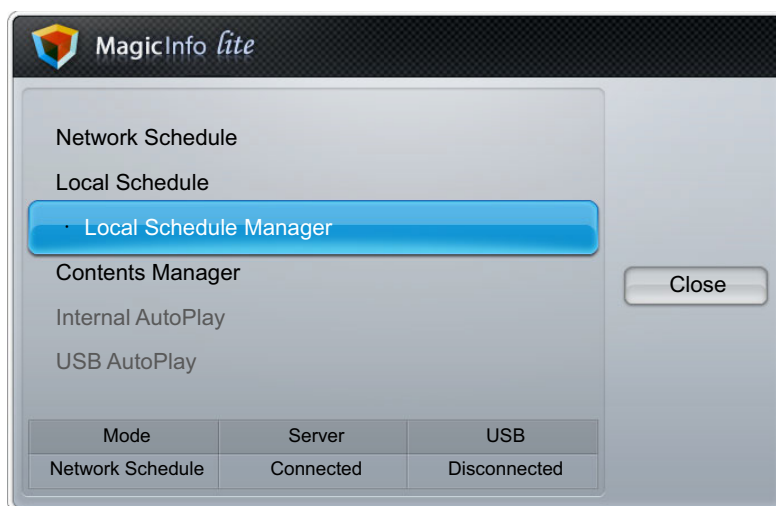 MagicInfo lite
Network Schedule
Local Schedule
· Local Schedule Manager
Contents Manager
Close
Internal AutoPlay
USB AutoPlay
Mode Server USB
Network Schedule Connected Disconnected